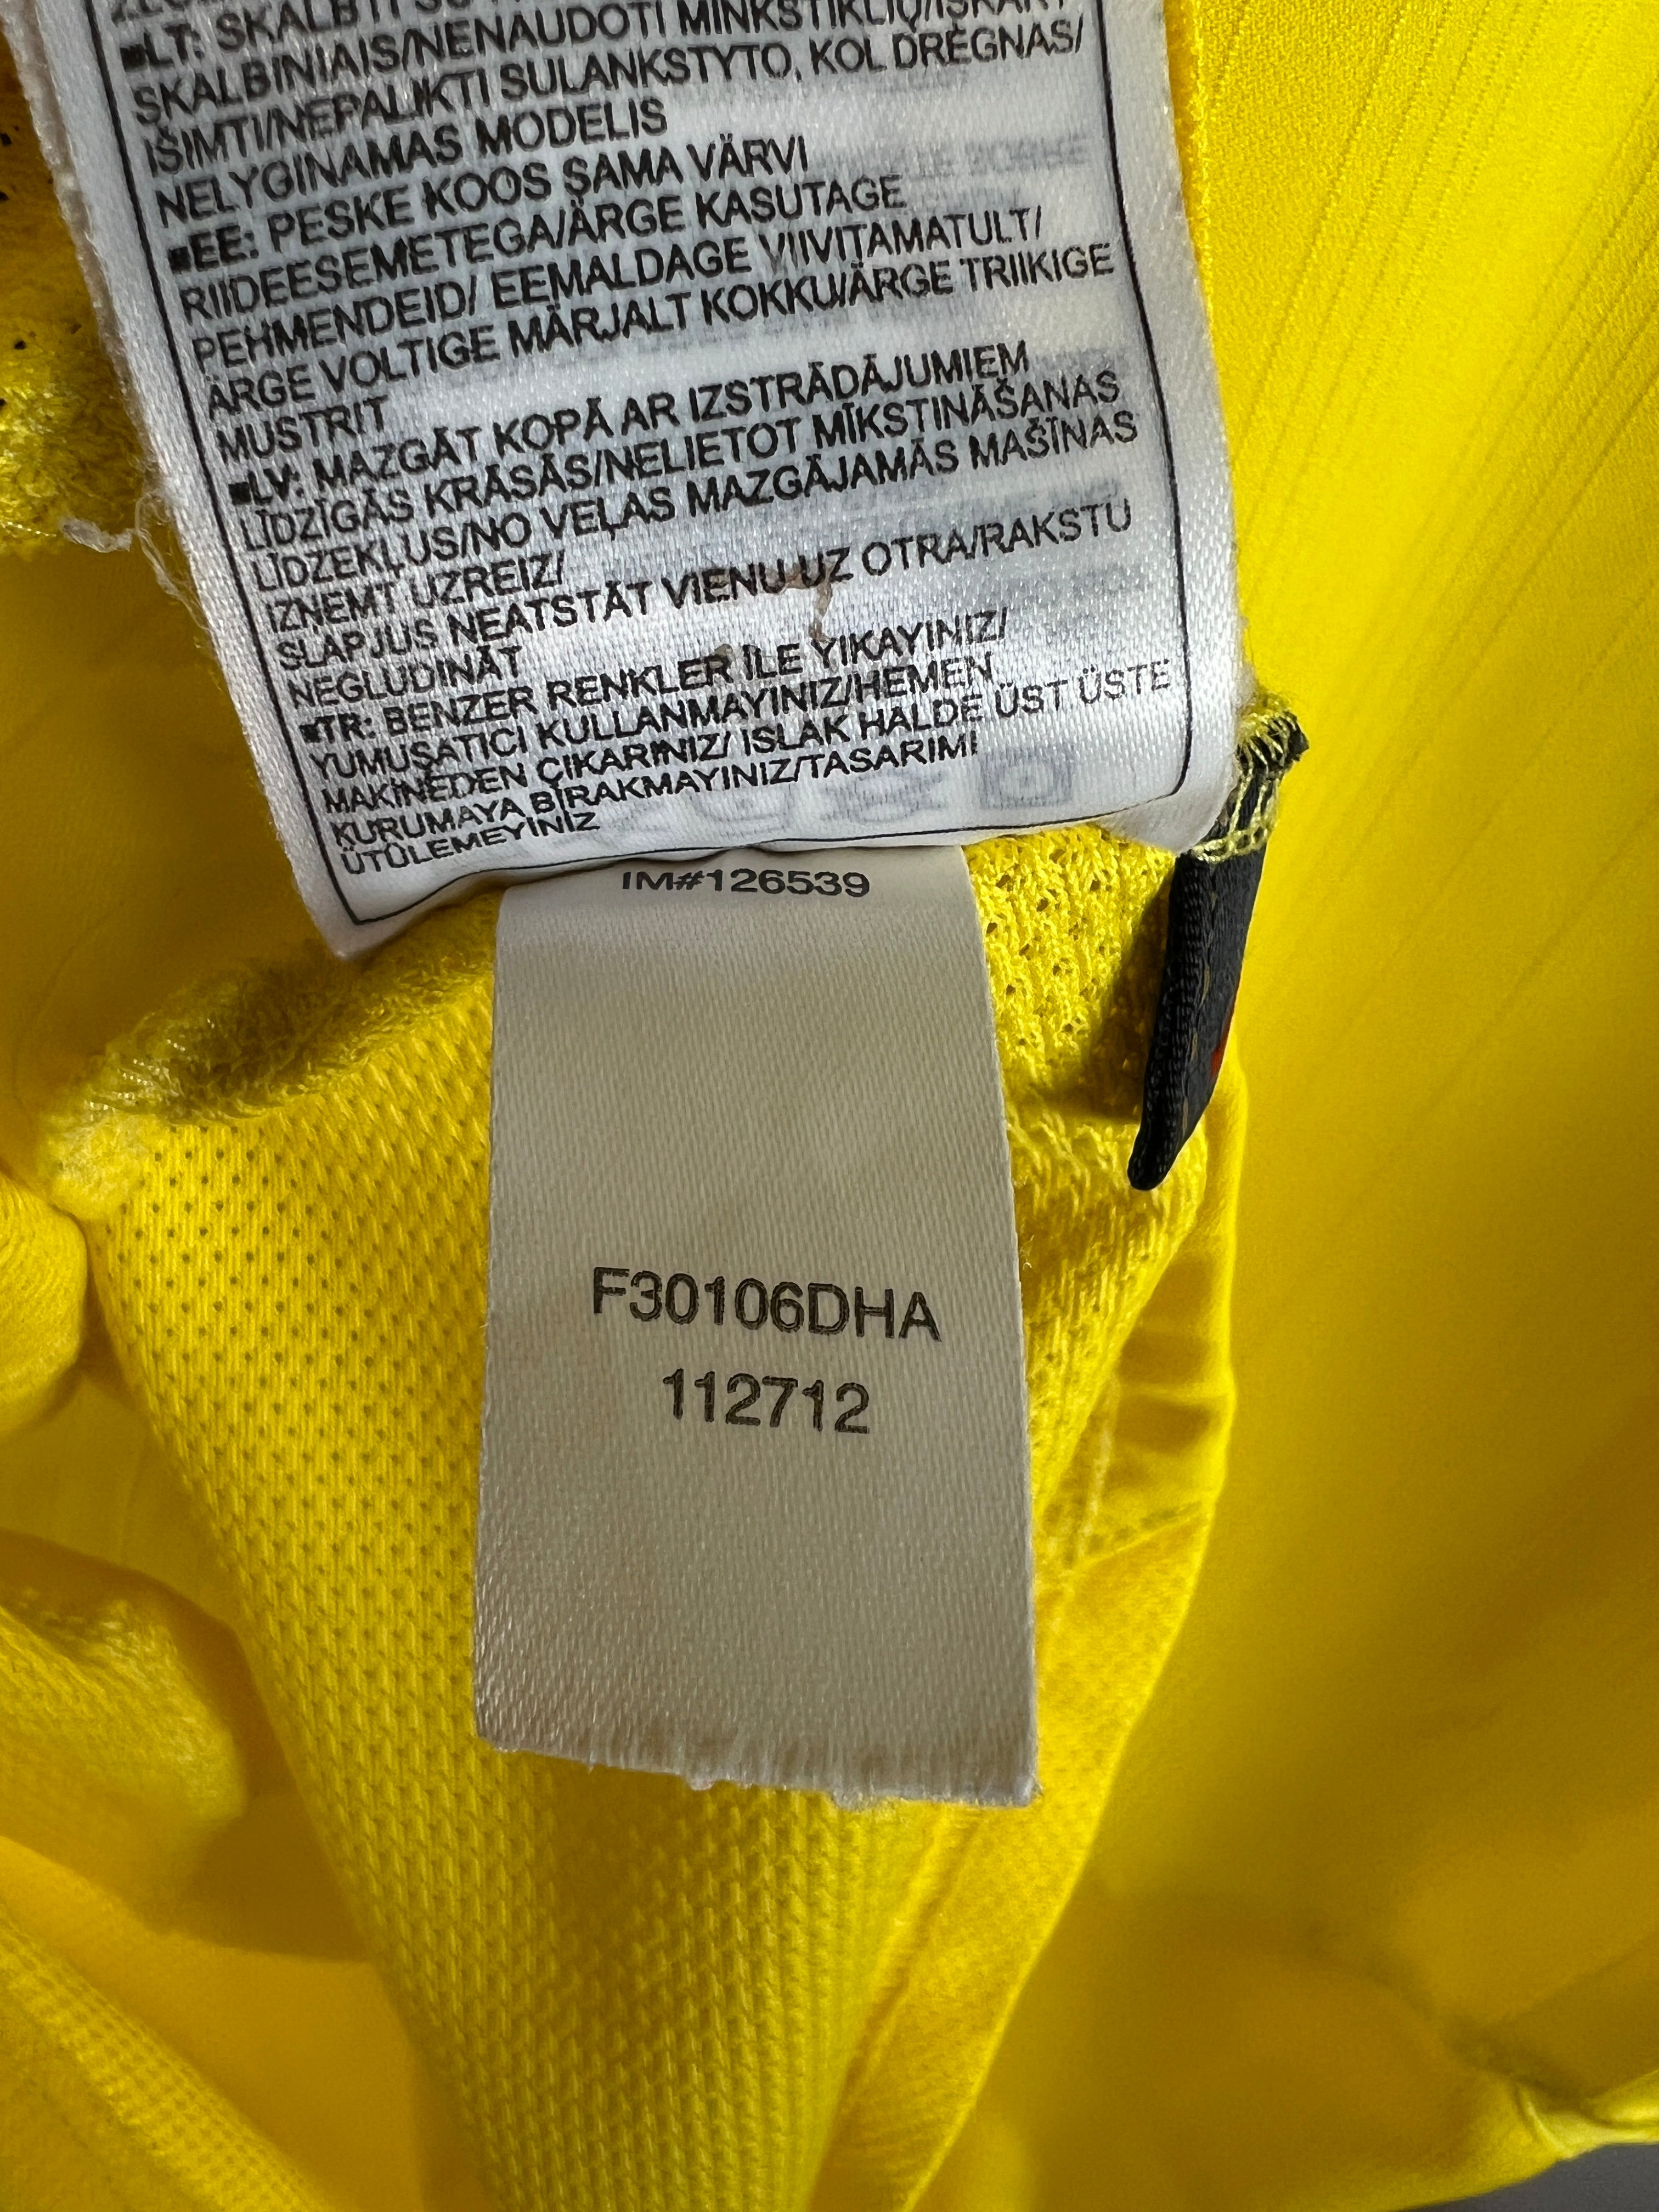 ■LT: SKALBTI SU
SKALBINIAIS/NENAUDOTI MINKŠTIKLIŲ/IŠKART
IŠIMTI/NEPALIKTI SULANKSTYTO, KOL DRĖGNAS/
NELYGINAMAS MODELIS
■EE: PESKE KOOS SAMA VÄRVI
RIIDEESEMETEGA/ÄRGE KASUTAGE
PEHMENDEID/ EEMALDAGE VIIVITAMATULT/
ÄRGE VOLTIGE MÄRJALT KOKKU/ÄRGE TRIIKIGE
MUSTRIT
■LV: MAZGĀT KOPĀ AR IZSTRĀDĀJUMIEM
LĪDZĪGĀS KRĀSĀS/NELIETOT MĪKSTINĀŠANAS
LĪDZEKĻUS/NO VEĻAS MAZGĀJAMĀS MAŠĪNAS
IZŅEMT UZREIZ/
SLAPJUS NEATSTĀT VIENU UZ OTRA/RAKSTU
NEGLUDINĀT
■TR: BENZER RENKLER İLE YIKAYINIZ/
YUMUŞATICI KULLANMAYINIZ/HEMEN
MAKİNEDEN ÇIKARINIZ/ ISLAK HALDE ÜST ÜSTE
KURUMAYA BIRAKMAYINIZ/TASARIMI
ÜTÜLEMEYİNİZ
IM#126539
F30106DHA
112712